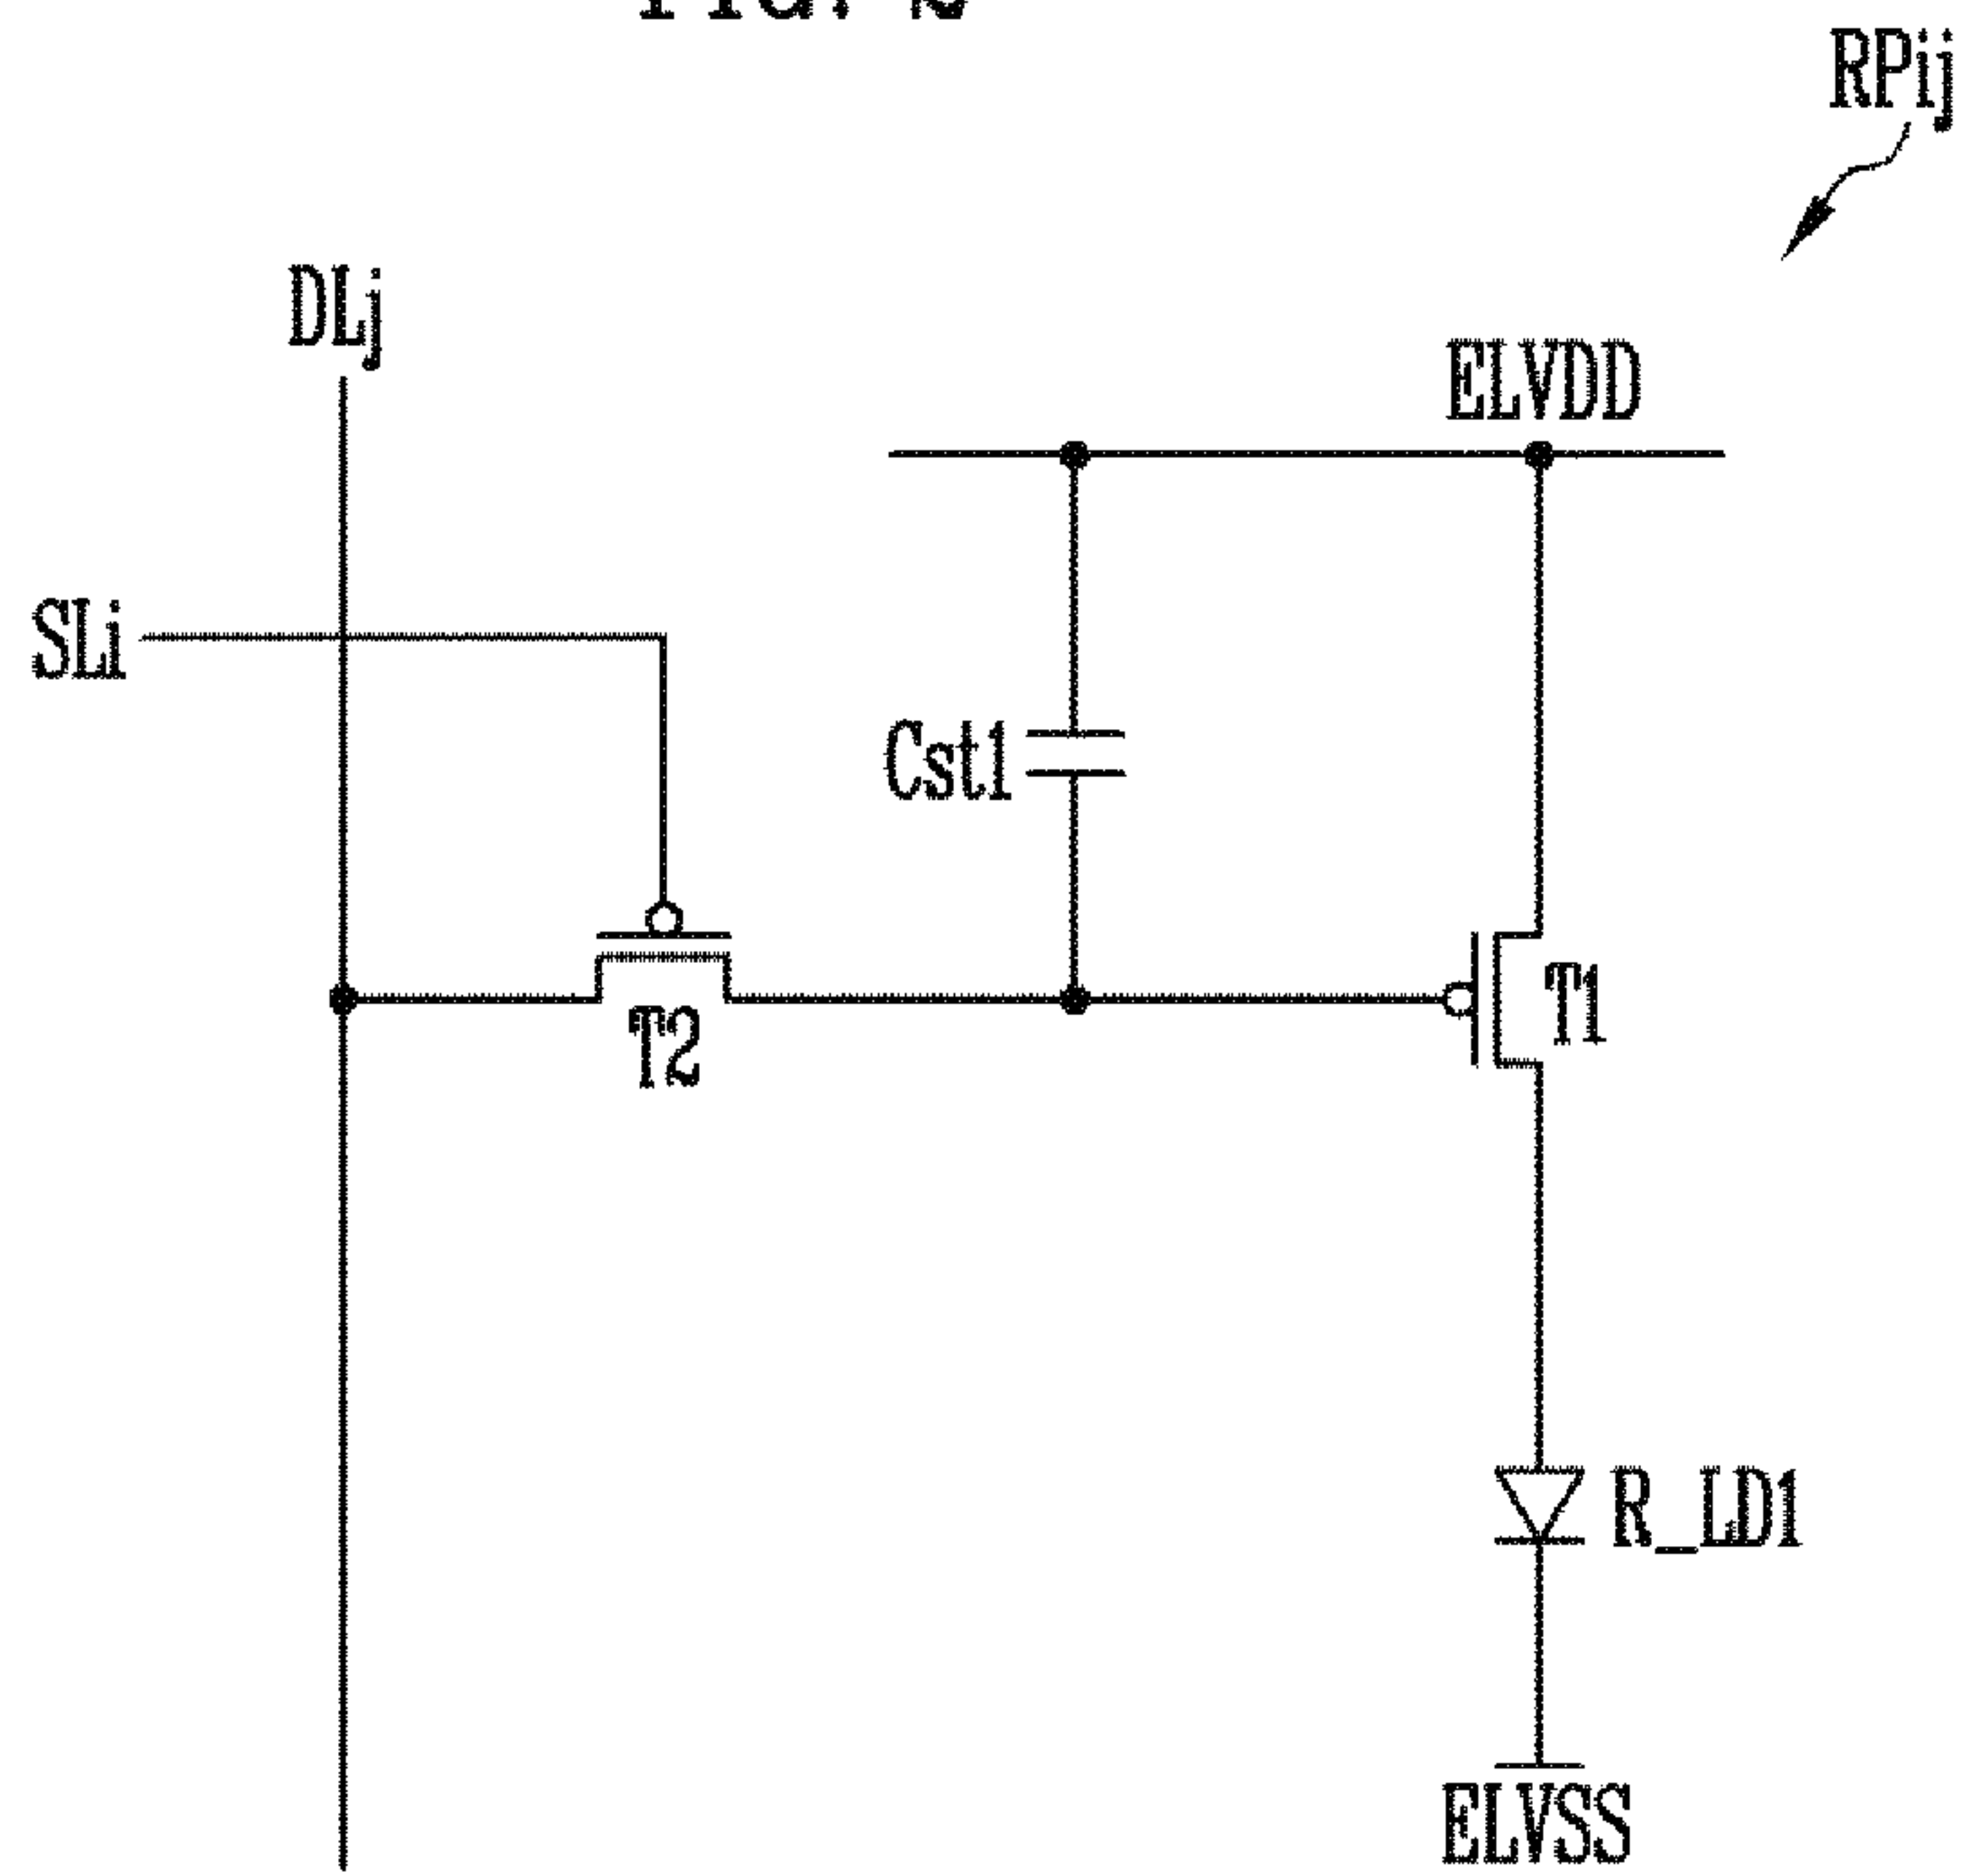 RPij
DLj
ELVDD
SLi
Cst1
T1
T2
R_LD1
ELVSS